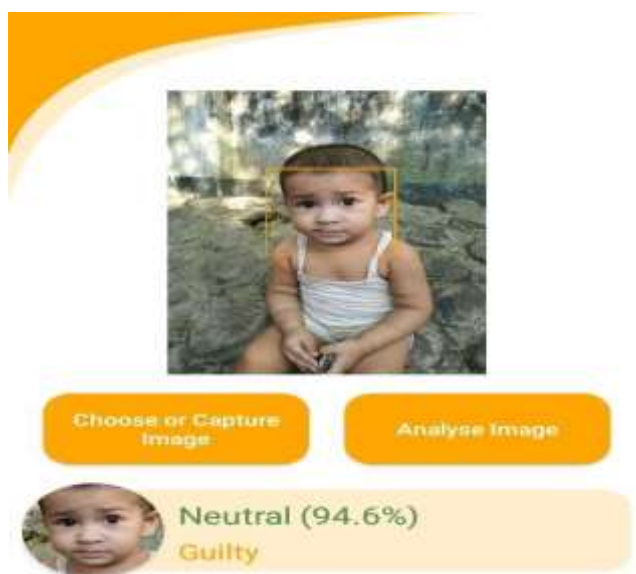 Choose or Capture
Image
Analyse Image
Neutral (94.6%)
Guilty